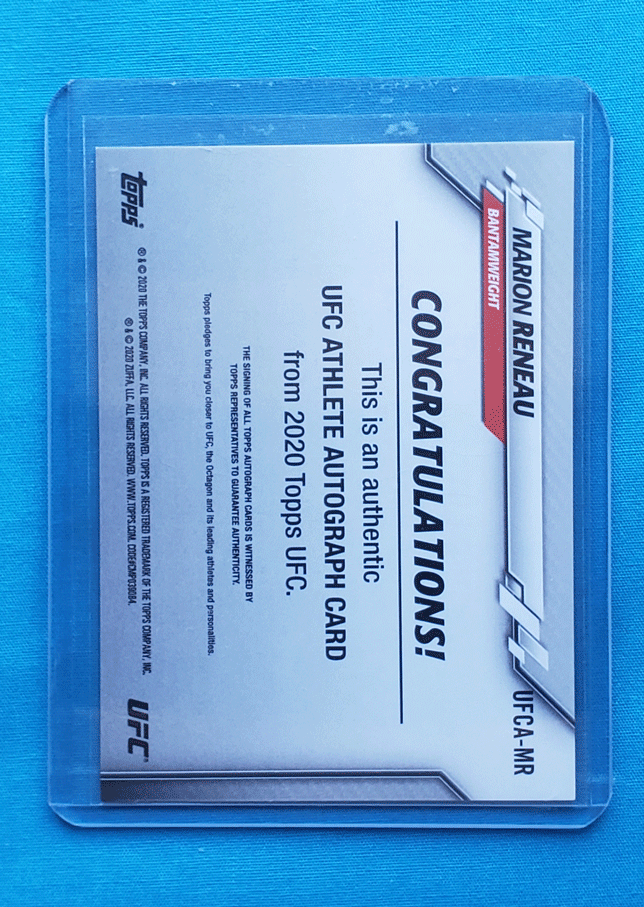 MARION RENEAU
UFCA-MR
BANTAMWEIGHT
CONGRATULATIONS!
This is an authentic
UFC ATHLETE AUTOGRAPH CARD
from 2020 Topps UFC.
THE SIGNING OF ALL TOPPS AUTOGRAPH CARDS IS WITNESSED BY
TOPPS REPRESENTATIVES TO GUARANTEE AUTHENTICITY.
Topps pledges to bring you closer to UFC, the Octagon and its leading athletes and personalities.
® & © 2020 THE TOPPS COMPANY, INC. ALL RIGHTS RESERVED. TOPPS IS A REGISTERED TRADEMARK OF THE TOPPS COMPANY, INC.
® & © 2020 ZUFFA, LLC. ALL RIGHTS RESERVED. WWW.TOPPS.COM. CODE#CMP039084.
topps®
UFC®